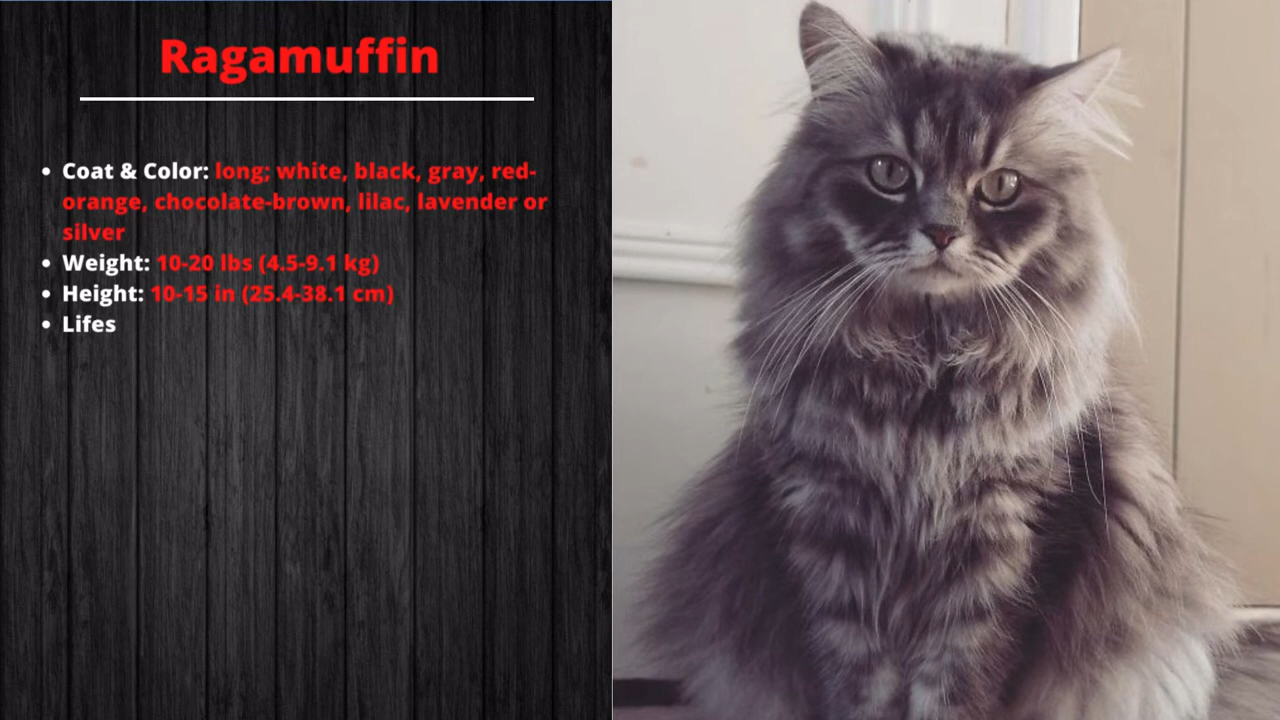 Ragamuffin
• Coat & Color: long; white, black, gray, red-
orange, chocolate-brown, lilac, lavender or
silver
• Weight: 10-20 lbs (4.5-9.1 kg)
• Height: 10-15 in (25.4-38.1 cm)
• Lifes